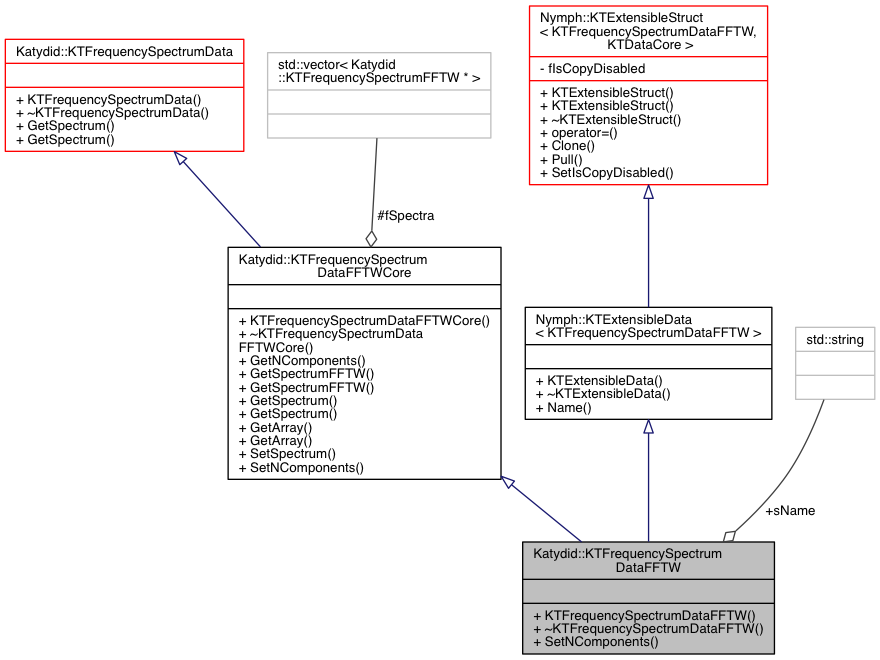 Nymph::KTExtensibleStruct
< KTFrequencySpectrumDataFFTW,
KTDataCore >
- fIsCopyDisabled
+ KTExtensibleStruct()
+ KTExtensibleStruct()
+ ~KTExtensibleStruct()
+ operator=()
+ Clone()
+ Pull()
+ SetIsCopyDisabled()
Katydid::KTFrequencySpectrumData
+ KTFrequencySpectrumData()
+ ~KTFrequencySpectrumData()
+ GetSpectrum()
+ GetSpectrum()
std::vector< Katydid
::KTFrequencySpectrumFFTW * >
#fSpectra
Katydid::KTFrequencySpectrum
DataFFTWCore
+ KTFrequencySpectrumDataFFTWCore()
+ ~KTFrequencySpectrumData
FFTWCore()
+ GetNComponents()
+ GetSpectrumFFTW()
+ GetSpectrumFFTW()
+ GetSpectrum()
+ GetSpectrum()
+ GetArray()
+ GetArray()
+ SetSpectrum()
+ SetNComponents()
Nymph::KTExtensibleData
< KTFrequencySpectrumDataFFTW >
+ KTExtensibleData()
+ ~KTExtensibleData()
+ Name()
std::string
+sName
Katydid::KTFrequencySpectrum
DataFFTW
+ KTFrequencySpectrumDataFFTW()
+ ~KTFrequencySpectrumDataFFTW()
+ SetNComponents()